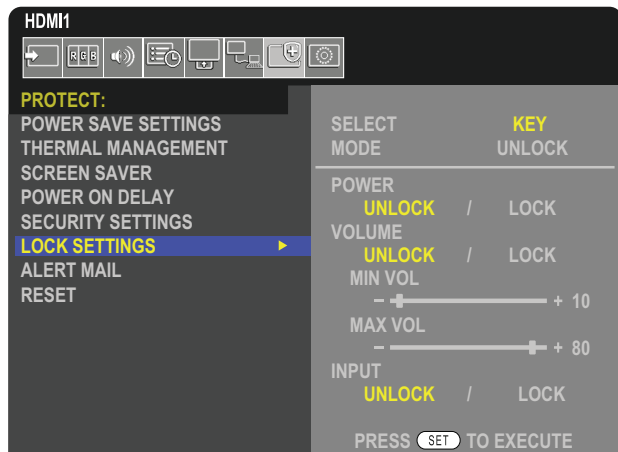 HDMI1
RGB
PROTECT:
POWER SAVE SETTINGS
THERMAL MANAGEMENT
SCREEN SAVER
POWER ON DELAY
SECURITY SETTINGS
LOCK SETTINGS
ALERT MAIL
RESET
SELECT KEY
MODE UNLOCK
POWER
UNLOCK / LOCK
VOLUME
UNLOCK / LOCK
MIN VOL
- + 10
MAX VOL
- + 80
INPUT
UNLOCK / LOCK
PRESS SET TO EXECUTE